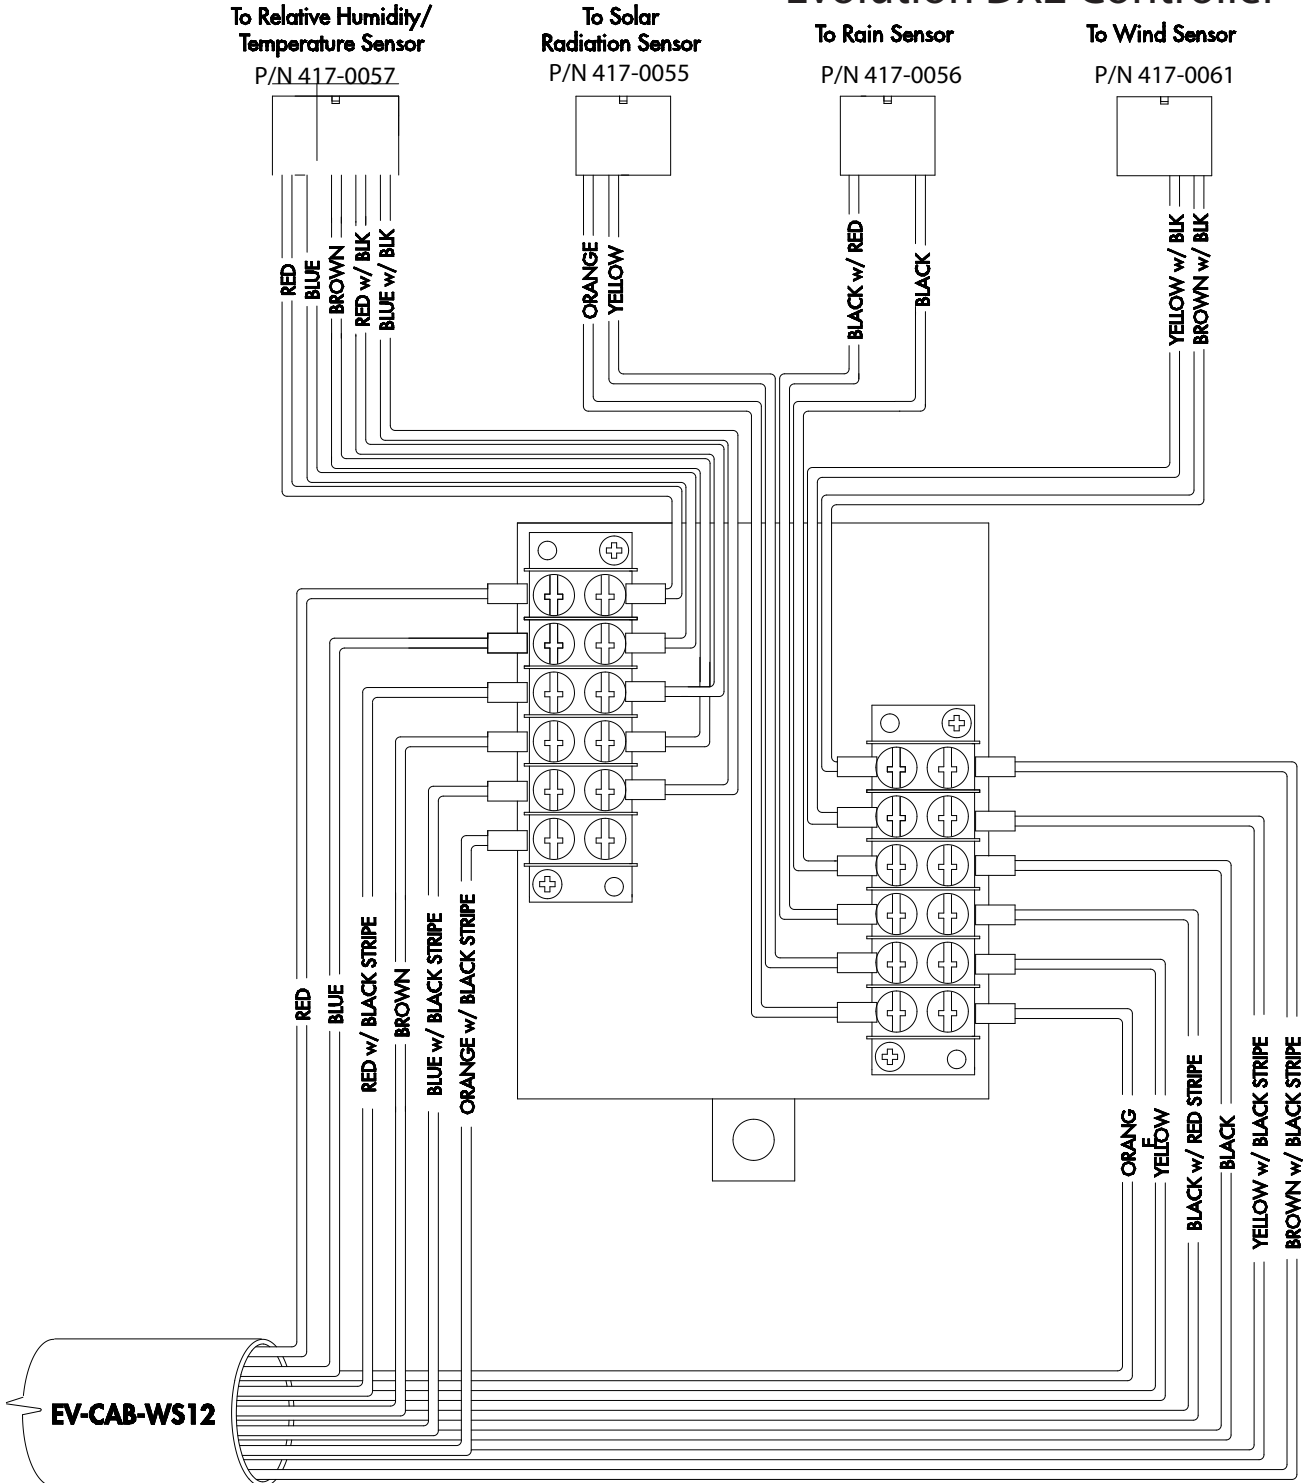 Evolution DX2 Controller
To Relative Humidity/
Temperature Sensor
P/N 417-0057
To Solar
Radiation Sensor
P/N 417-0055
To Rain Sensor
P/N 417-0056
To Wind Sensor
P/N 417-0061
RED
BLUE
BROWN
RED w/ BLK
BLUE w/ BLK
ORANGE
YELLOW
BLACK w/ RED
BLACK
YELLOW w/ BLK
BROWN w/ BLK
RED
BLUE
RED w/ BLACK STRIPE
BROWN
BLUE w/ BLACK STRIPE
ORANGE w/ BLACK STRIPE
ORANG
E
YELLOW
BLACK w/ RED STRIPE
BLACK
YELLOW w/ BLACK STRIPE
BROWN w/ BLACK STRIPE
EV-CAB-WS12